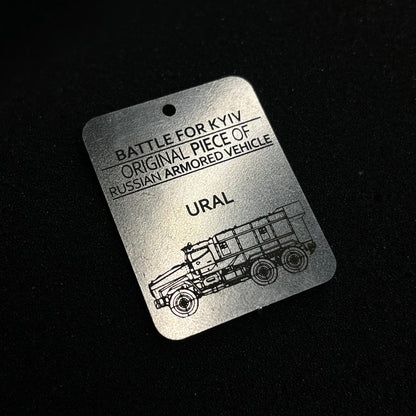 BATTLE FOR KYIV
ORIGINAL PIECE OF
RUSSIAN ARMORED VEHICLE
URAL